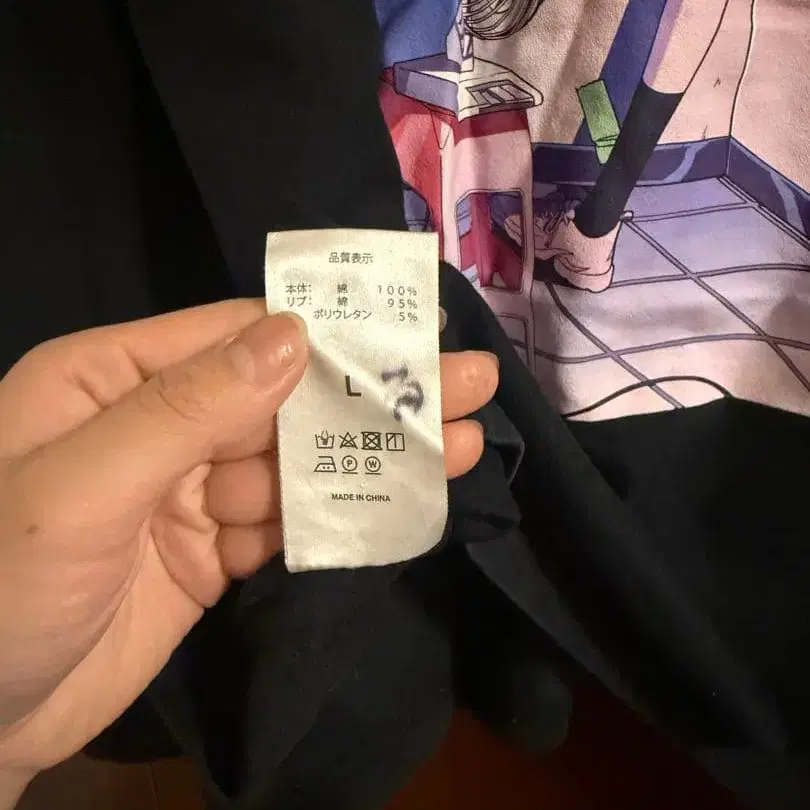 品質表示
本体: 綿 100%
リブ: 綿 95%
ポリウレタン 5%
L
P W
MADE IN CHINA